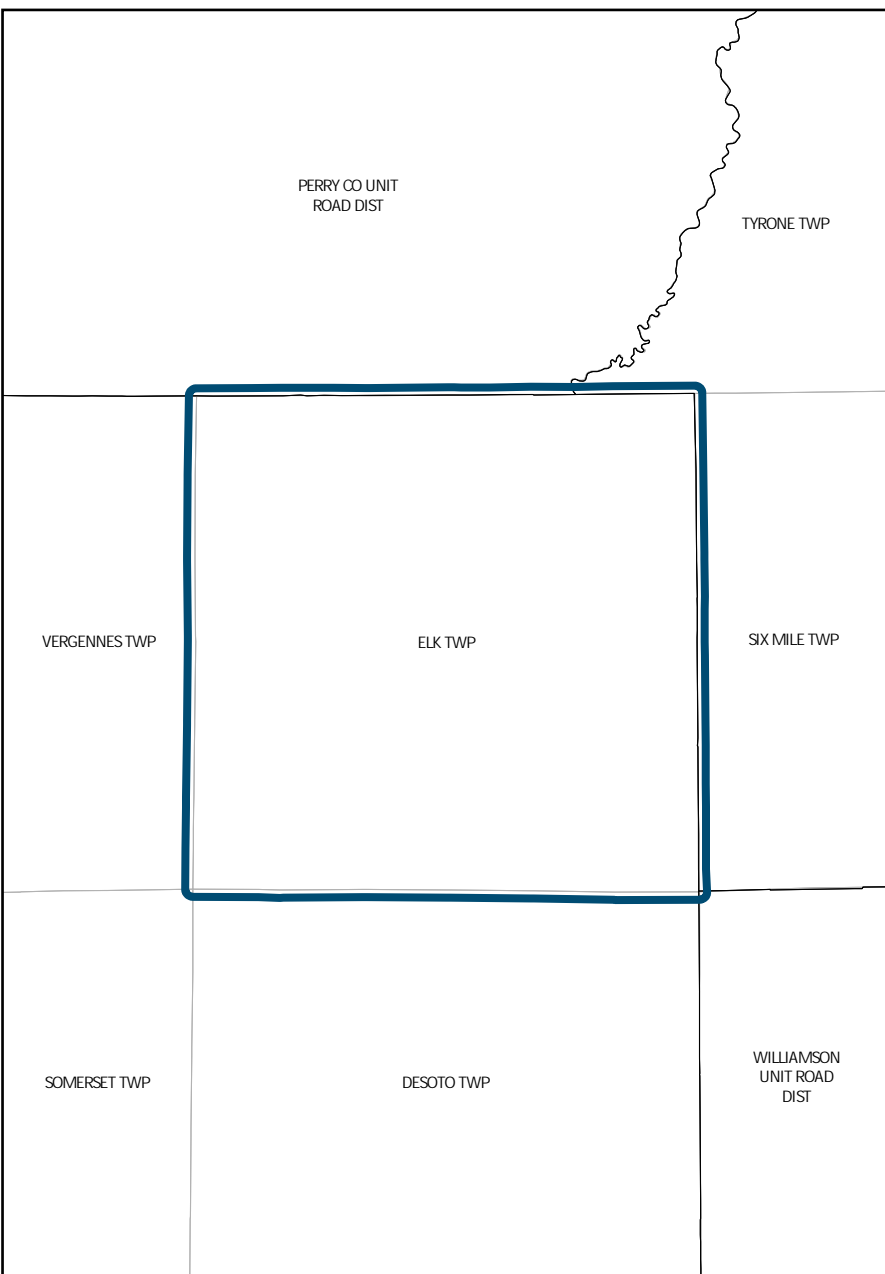 PERRY CO UNIT
ROAD DIST
TYRONE TWP
VERGENNES TWP
ELK TWP
SIX MILE TWP
SOMERSET TWP
DESOTO TWP
WILLIAMSON
UNIT ROAD
DIST